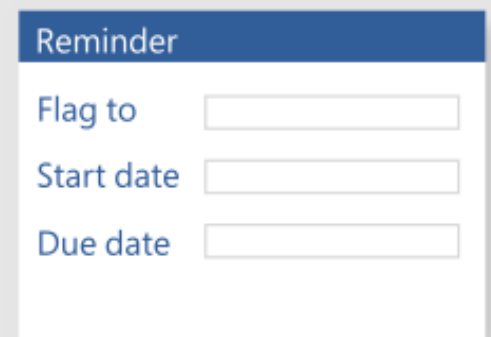 Reminder
Flag to
Start date
Due date